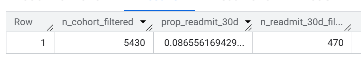 Row n_cohort_filtered prop_readmit_30d n_readmit_30d_fil...
1 5430 0.086556169429... 470